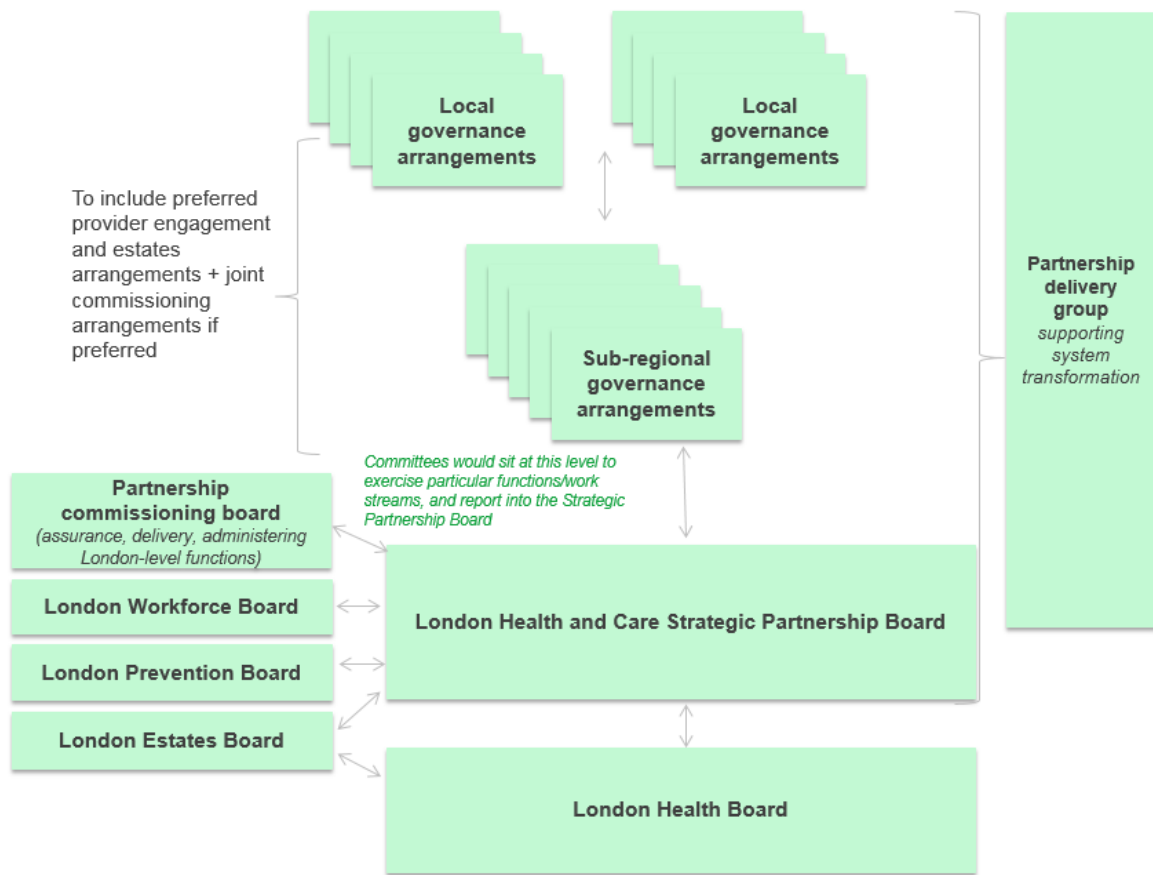 Local
governance
arrangements
Local
governance
arrangements
To include preferred
provider engagement
and estates
arrangements + joint
commissioning
arrangements if
preferred
Partnership
delivery
group
supporting
system
transformation
Sub-regional
governance
arrangements
Committees would sit at this level to
exercise particular functions/work
streams, and report into the Strategic
Partnership Board
Partnership
commissioning board
(assurance, delivery, administering
London-level functions)
London Workforce Board
London Health and Care Strategic Partnership Board
London Prevention Board
London Estates Board
London Health Board